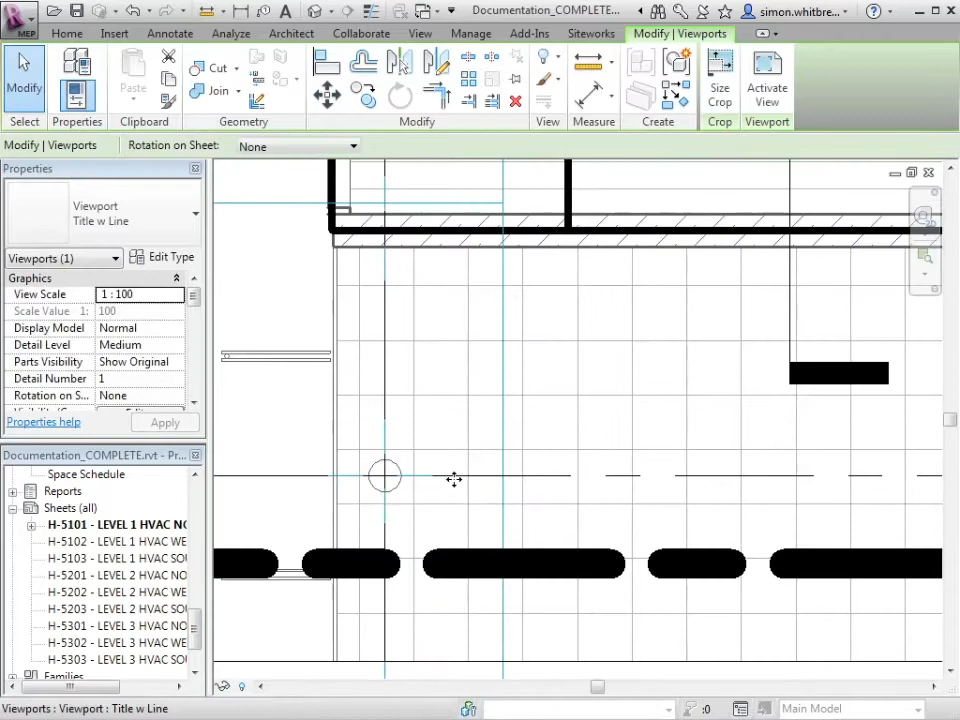 Documentation_COMPLETE...
simon.whitbre...
MEP
Home
Insert
Annotate
Analyze
Architect
Collaborate
View
Manage
Add-Ins
Siteworks
Modify | Viewports
Modify
Paste
Cut
Join
Size
Crop
Activate
View
Select
Properties
Clipboard
Geometry
Modify
View
Measure
Create
Crop
Viewport
Modify | Viewports
Rotation on Sheet:
None
Properties
Viewport
Title w Line
Viewports (1)
Edit Type
Graphics
View Scale
1 : 100
Scale Value 1:
100
Display Model
Normal
Detail Level
Medium
Parts Visibility
Show Original
Detail Number
1
Rotation on S...
None
Properties help
Apply
Documentation_COMPLETE.rvt - Pr...
Space Schedule
Reports
Sheets (all)
H-5101 - LEVEL 1 HVAC NO
H-5102 - LEVEL 1 HVAC WE
H-5103 - LEVEL 1 HVAC SOU
H-5201 - LEVEL 2 HVAC NO
H-5202 - LEVEL 2 HVAC WE
H-5203 - LEVEL 2 HVAC SOU
H-5301 - LEVEL 3 HVAC NO
H-5302 - LEVEL 3 HVAC WE
H-5303 - LEVEL 3 HVAC SOU
Families
Viewports : Viewport : Title w Line
:0
Main Model